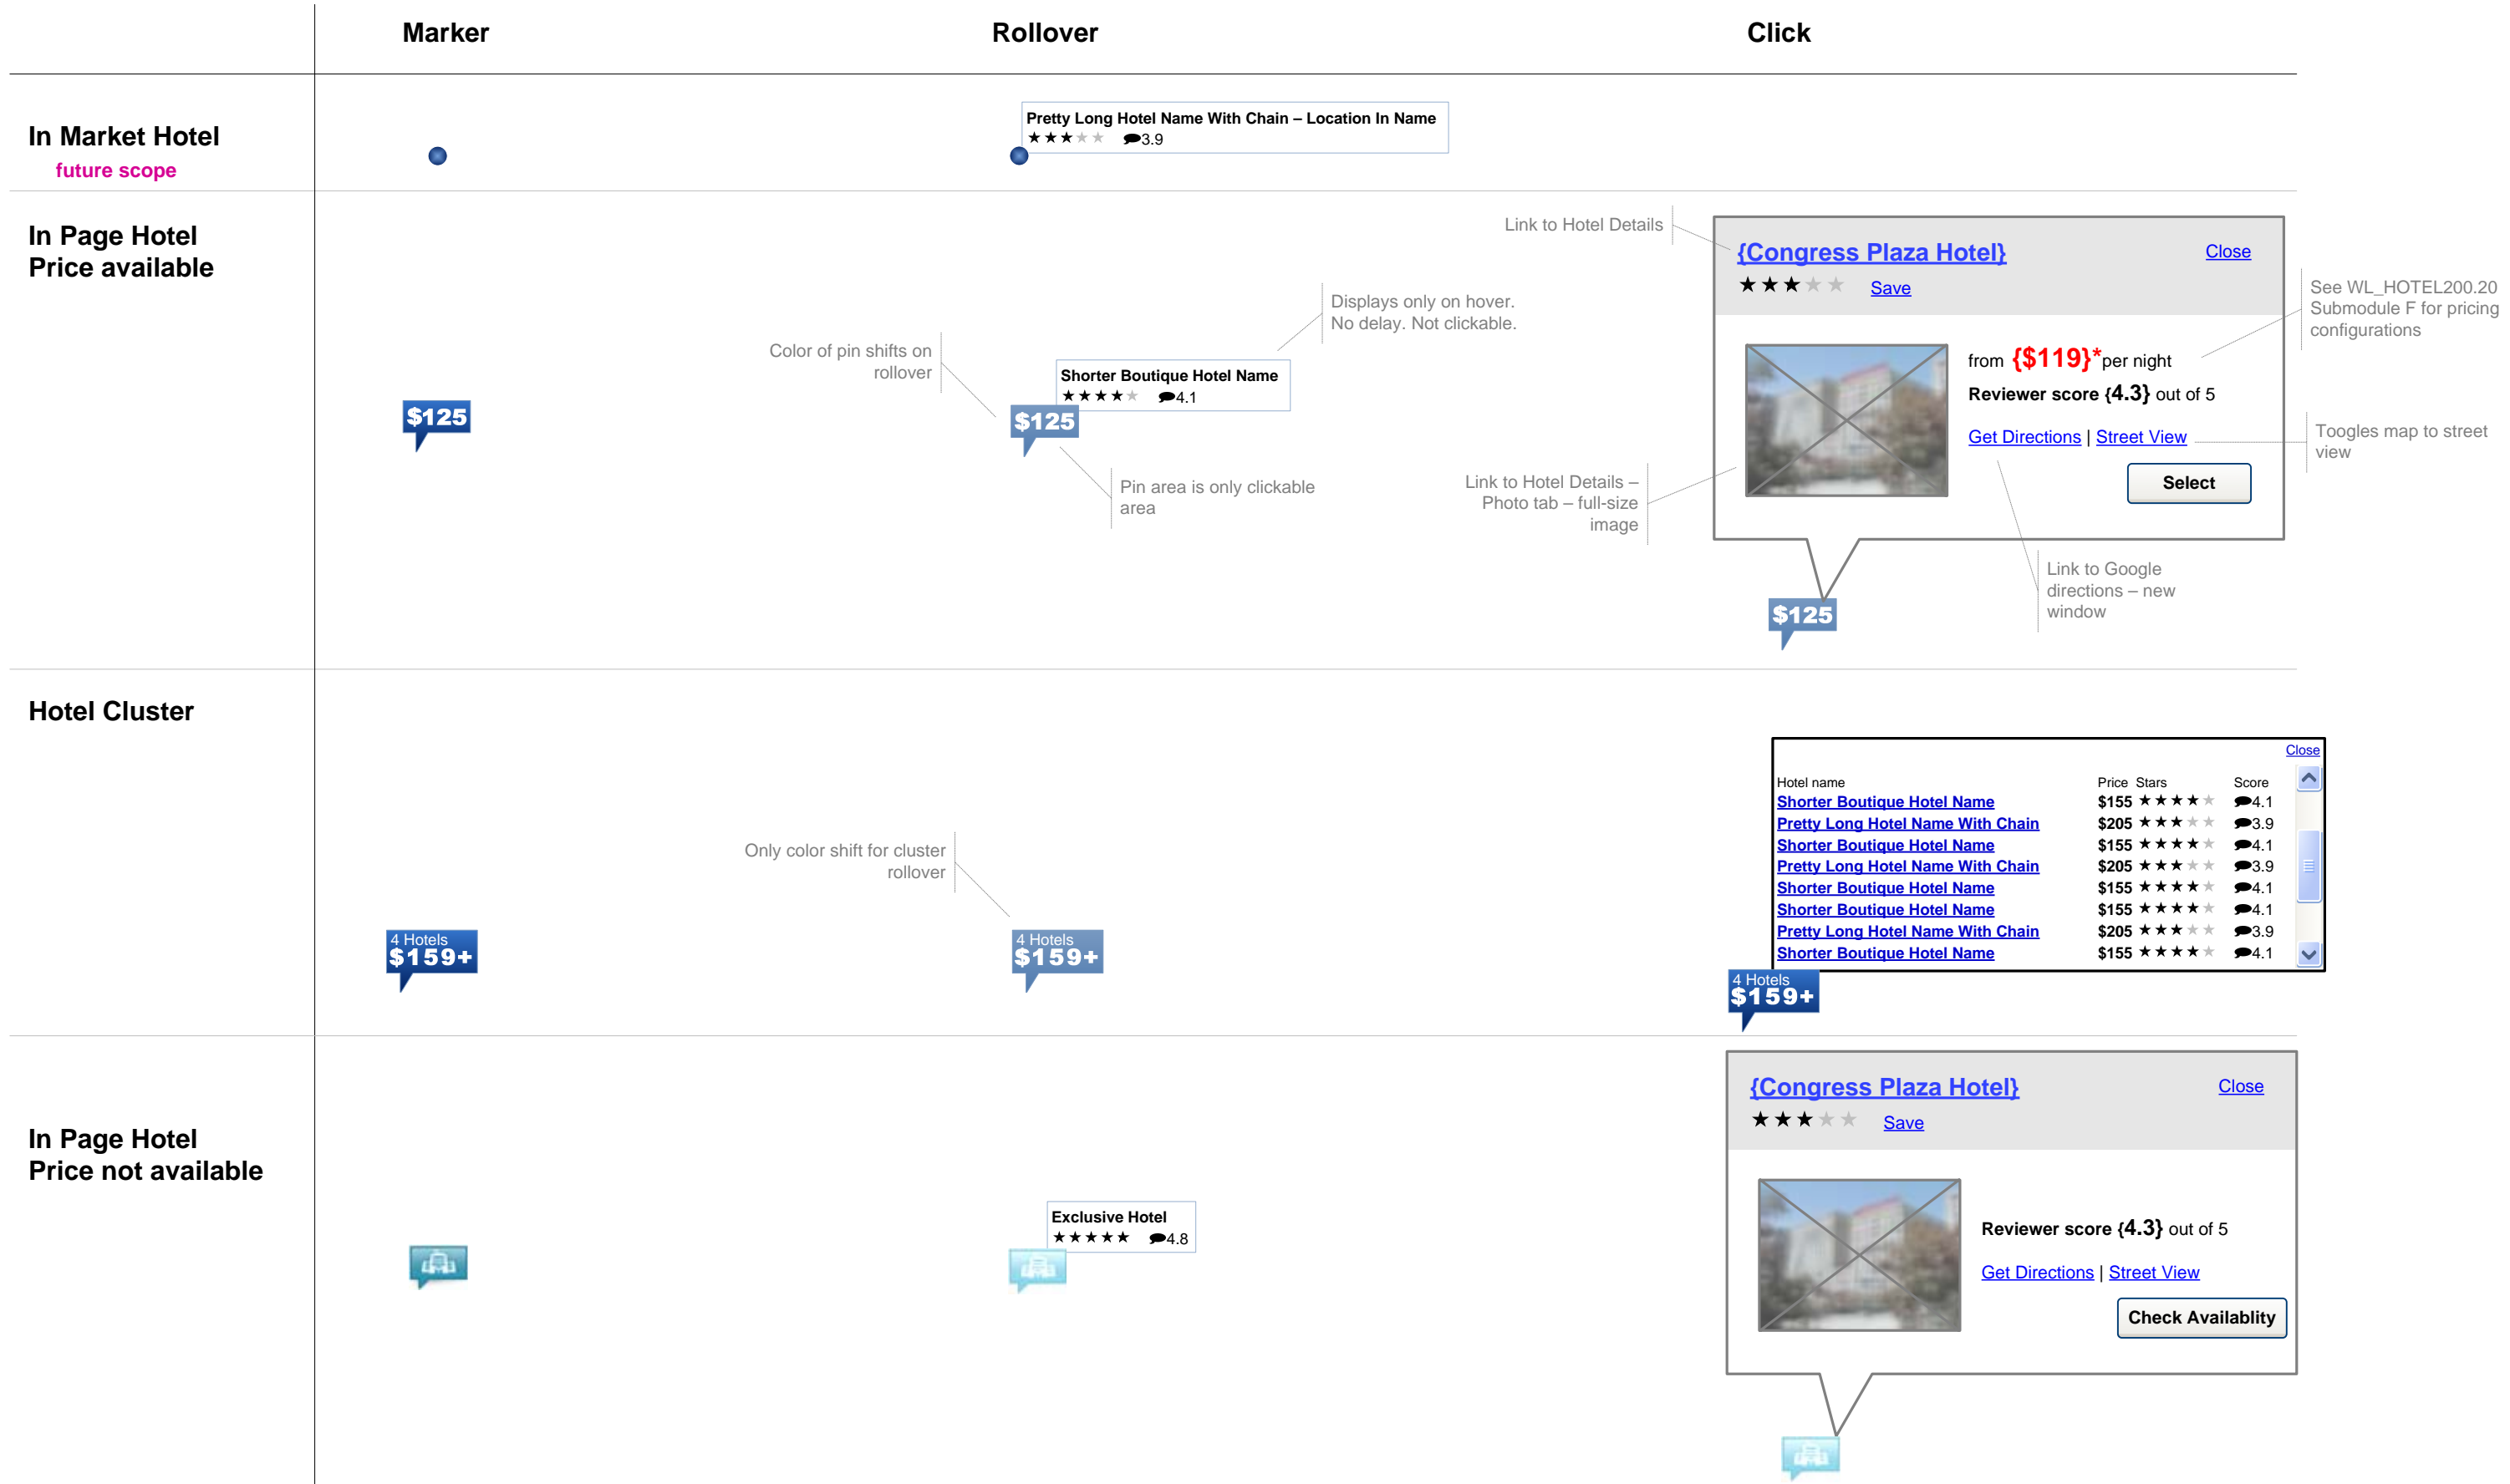 Marker
Rollover
Click
In Market Hotel
future scope
Pretty Long Hotel Name With Chain – Location In Name
3.9
In Page Hotel
Price available
$125
Color of pin shifts on
rollover
Displays only on hover.
No delay. Not clickable.
Shorter Boutique Hotel Name
4.1
$125
Pin area is only clickable
area
Link to Hotel Details
{Congress Plaza Hotel}
Close
Save
from {$119}*per night
Reviewer score {4.3} out of 5
Get Directions | Street View
Select
See WL_HOTEL200.20
Submodule F for pricing
configurations
Toogles map to street
view
Link to Hotel Details –
Photo tab – full-size
image
Link to Google
directions – new
window
$125
Hotel Cluster
4 Hotels
$159+
Only color shift for cluster
rollover
4 Hotels
$159+
Close
Hotel name Price Stars Score
Shorter Boutique Hotel Name $155 4.1
Pretty Long Hotel Name With Chain $205 3.9
Shorter Boutique Hotel Name $155 4.1
Pretty Long Hotel Name With Chain $205 3.9
Shorter Boutique Hotel Name $155 4.1
Shorter Boutique Hotel Name $155 4.1
Pretty Long Hotel Name With Chain $205 3.9
Shorter Boutique Hotel Name $155 4.1
4 Hotels
$159+
In Page Hotel
Price not available
Exclusive Hotel
4.8
{Congress Plaza Hotel}
Close
Save
Reviewer score {4.3} out of 5
Get Directions | Street View
Check Availablity